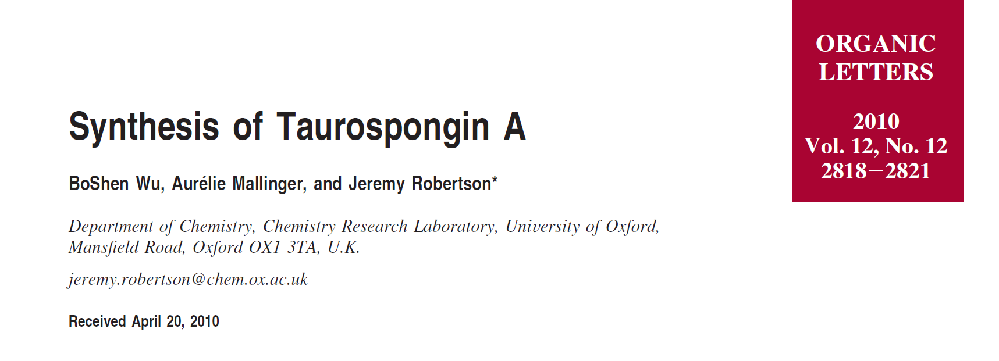 ORGANIC
LETTERS
2010
Vol. 12, No. 12
2818−2821
Synthesis of Taurospongin A
BoShen Wu, Aurélie Mallinger, and Jeremy Robertson*
Department of Chemistry, Chemistry Research Laboratory, University of Oxford,
Mansfield Road, Oxford OX1 3TA, U.K.
jeremy.robertson@chem.ox.ac.uk
Received April 20, 2010